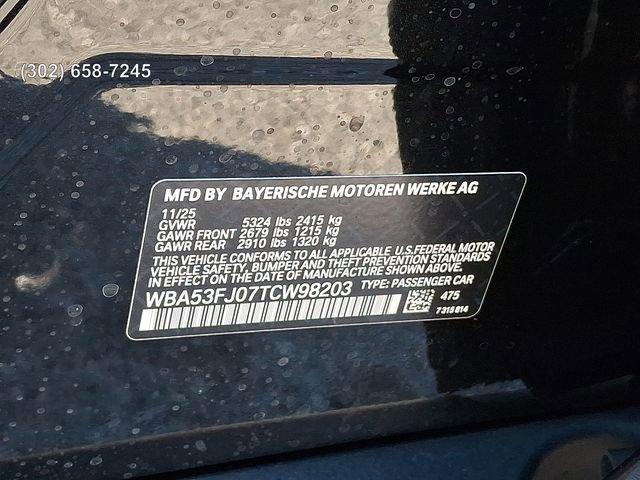 (302) 658-7245
MFD BY BAYERISCHE MOTOREN WERKE AG
11/25
GVWR 5324 lbs 2415 kg
GAWR FRONT 2679 lbs 1215 kg
GAWR REAR 2910 lbs 1320 kg
THIS VEHICLE CONFORMS TO ALL APPLICABLE U.S.FEDERAL MOTOR
VEHICLE SAFETY, BUMPER AND THEFT PREVENTION STANDARDS
IN EFFECT ON THE DATE OF MANUFACTURE SHOWN ABOVE.
WBA53FJ07TCW98203 TYPE: PASSENGER CAR
475
7315814